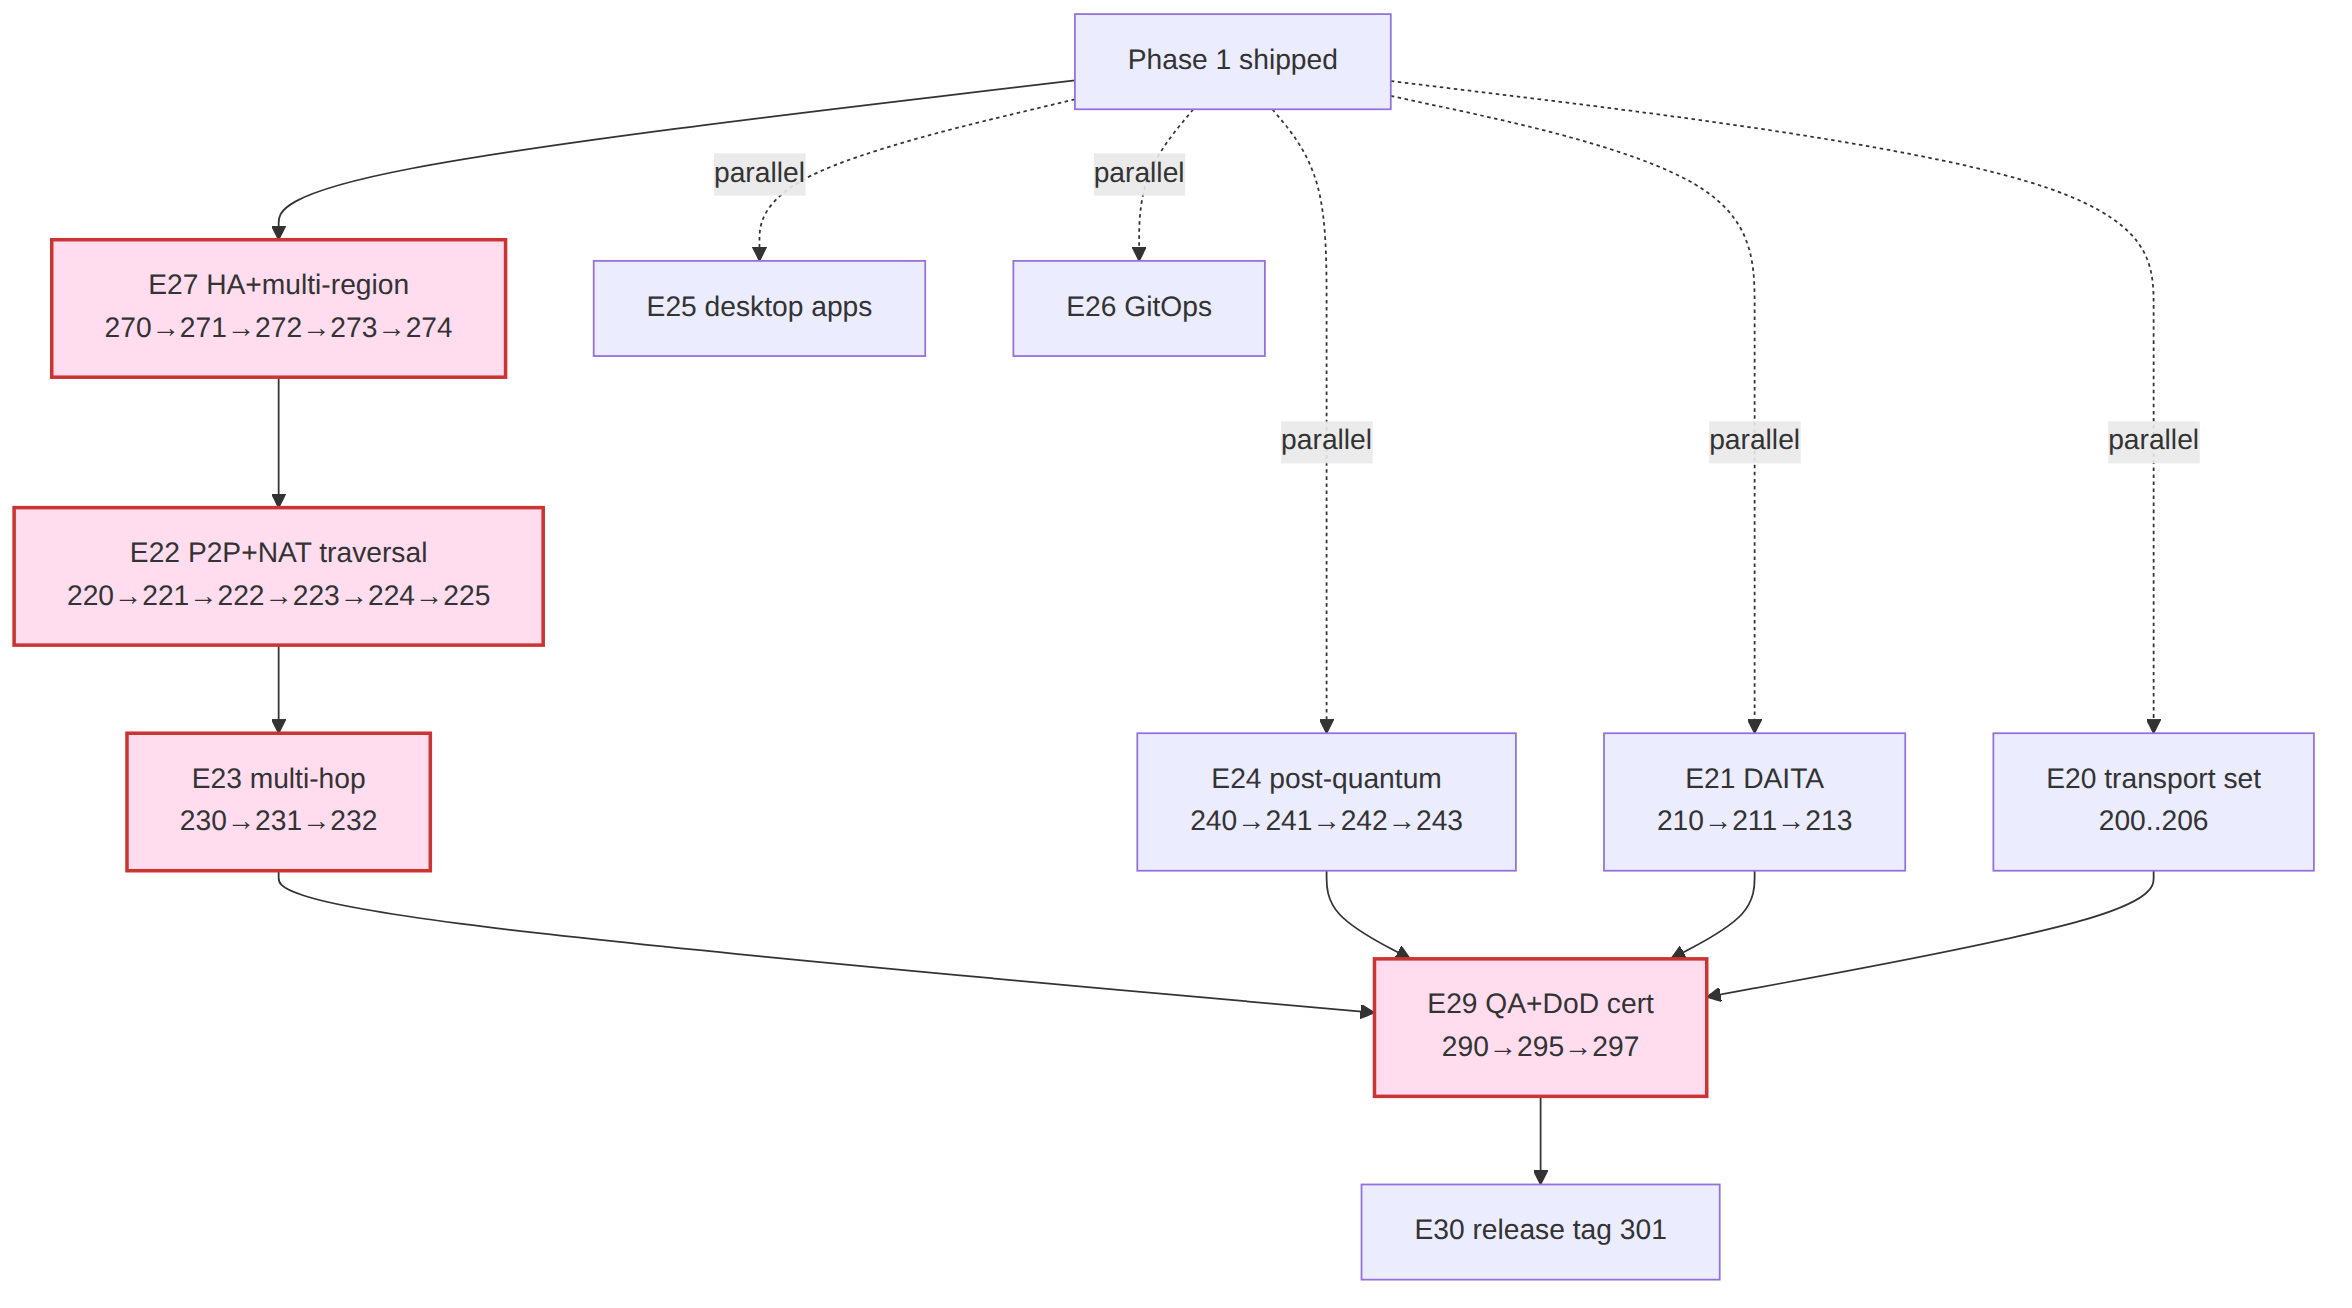 Phase 1 shipped
parallel
parallel
E27 HA+multi-region
270→271→272→273→274
E25 desktop apps
E26 GitOps
parallel
parallel
parallel
E22 P2P+NAT traversal
220→221→222→223→224→225
E23 multi-hop
230→231→232
E24 post-quantum
240→241→242→243
E21 DAITA
210→211→213
E20 transport set
200..206
E29 QA+DoD cert
290→295→297
E30 release tag 301